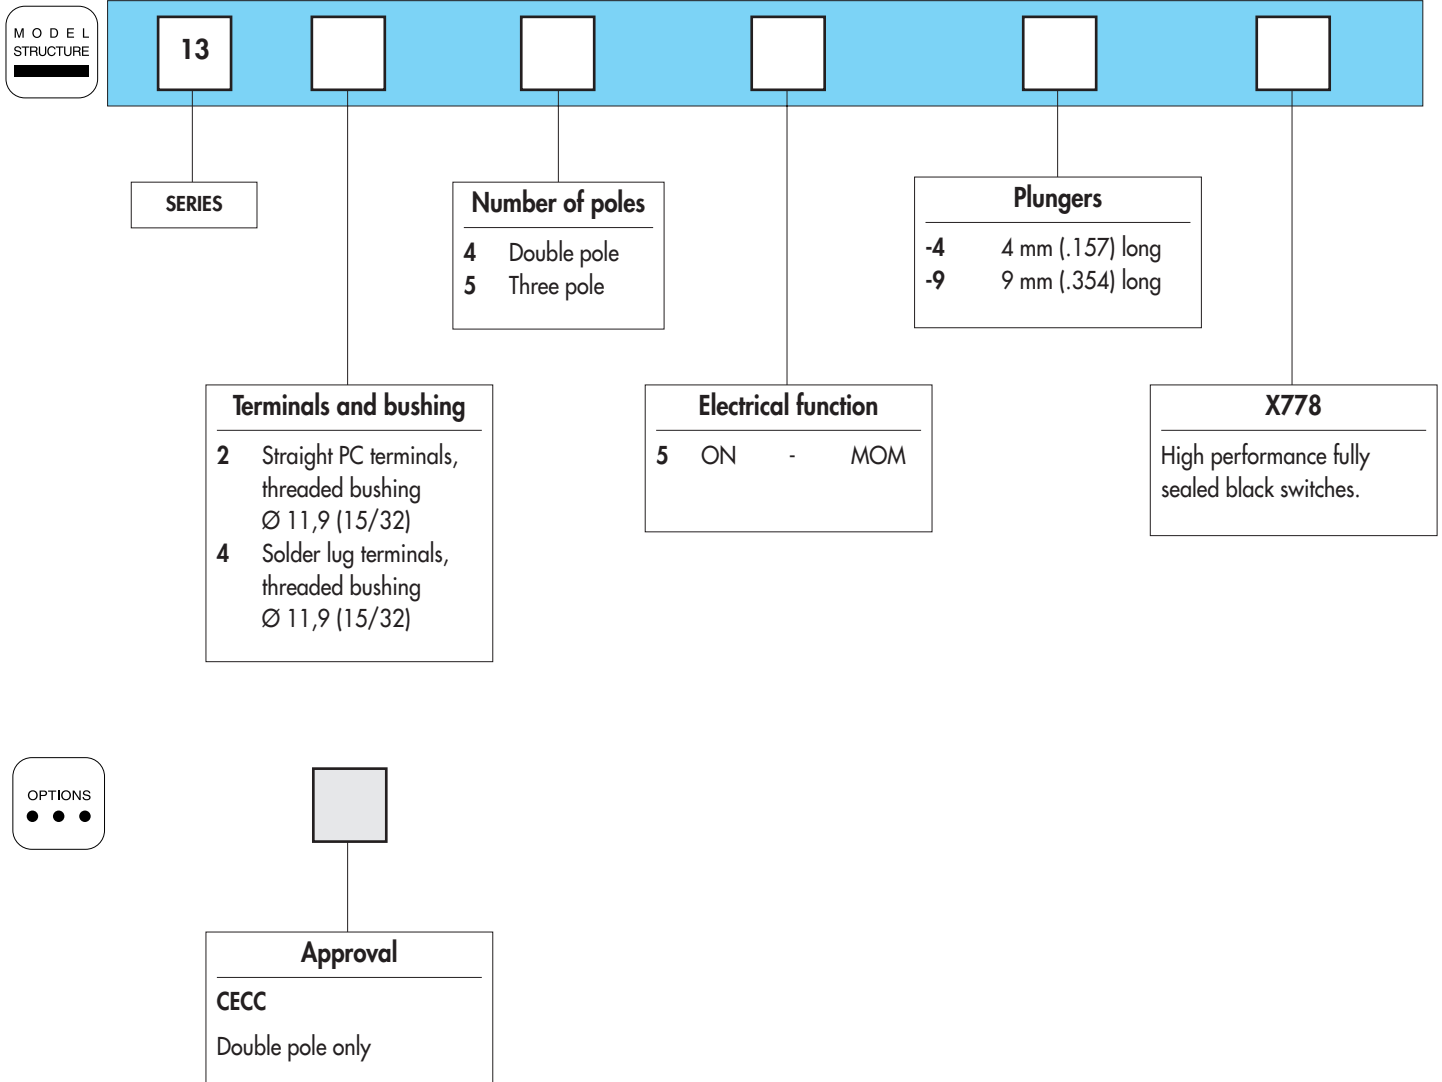 M O D E L
STRUCTURE
13
SERIES
Number of poles
4 Double pole
5 Three pole
Plungers
-4 4 mm (.157) long
-9 9 mm (.354) long
Terminals and bushing
2 Straight PC terminals,
threaded bushing
Ø 11,9 (15/32)
4 Solder lug terminals,
threaded bushing
Ø 11,9 (15/32)
Electrical function
5 ON - MOM
X778
High performance fully
sealed black switches.
OPTIONS
Approval
CECC
Double pole only